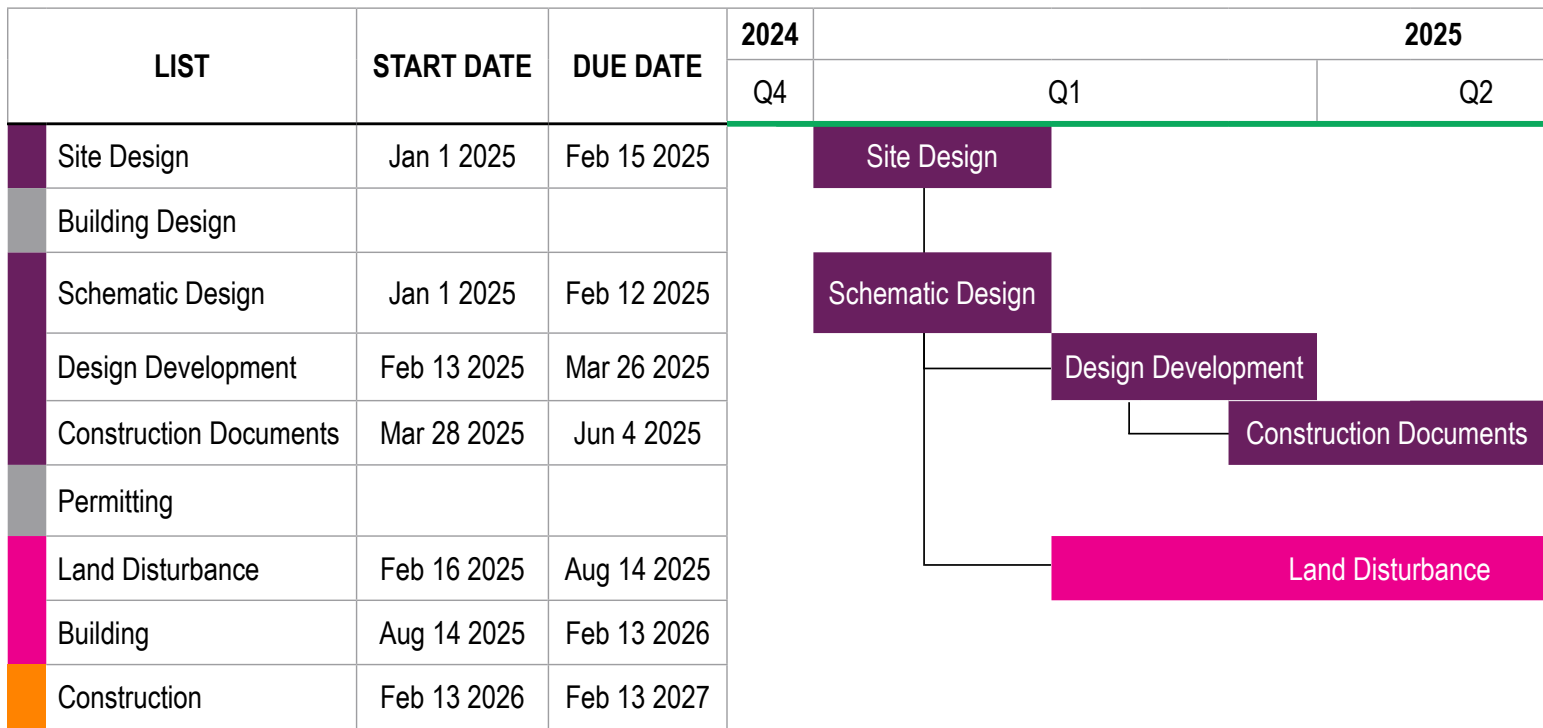 LIST START DATE DUE DATE 2024 2025
Q4 Q1 Q2
Site Design Jan 1 2025 Feb 15 2025 Site Design
Building Design
Schematic Design Jan 1 2025 Feb 12 2025 Schematic Design
Design Development Feb 13 2025 Mar 26 2025 Design Development
Construction Documents Mar 28 2025 Jun 4 2025 Construction Documents
Permitting
Land Disturbance Feb 16 2025 Aug 14 2025 Land Disturbance
Building Aug 14 2025 Feb 13 2026
Construction Feb 13 2026 Feb 13 2027